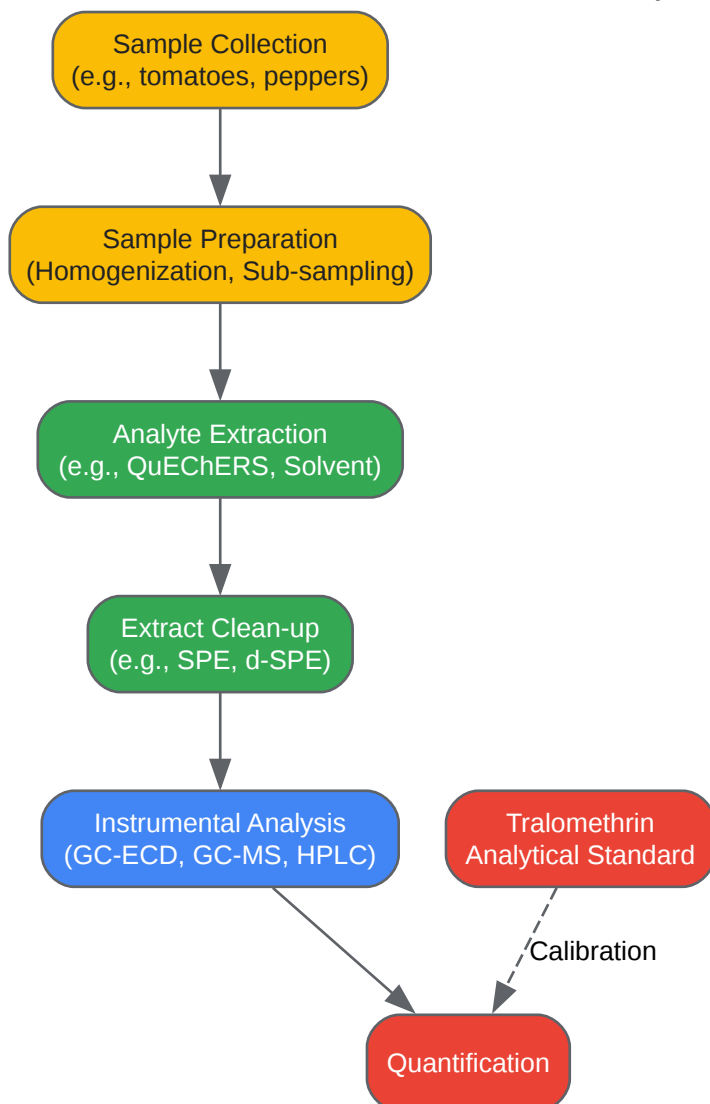 Sample Collection
(e.g., tomatoes, peppers)
Sample Preparation
(Homogenization, Sub-sampling)
Analyte Extraction
(e.g., QuEChERS, Solvent)
Extract Clean-up
(e.g., SPE, d-SPE)
Instrumental Analysis
(GC-ECD, GC-MS, HPLC)
Tralomethrin
Analytical Standard
Calibration
Quantification